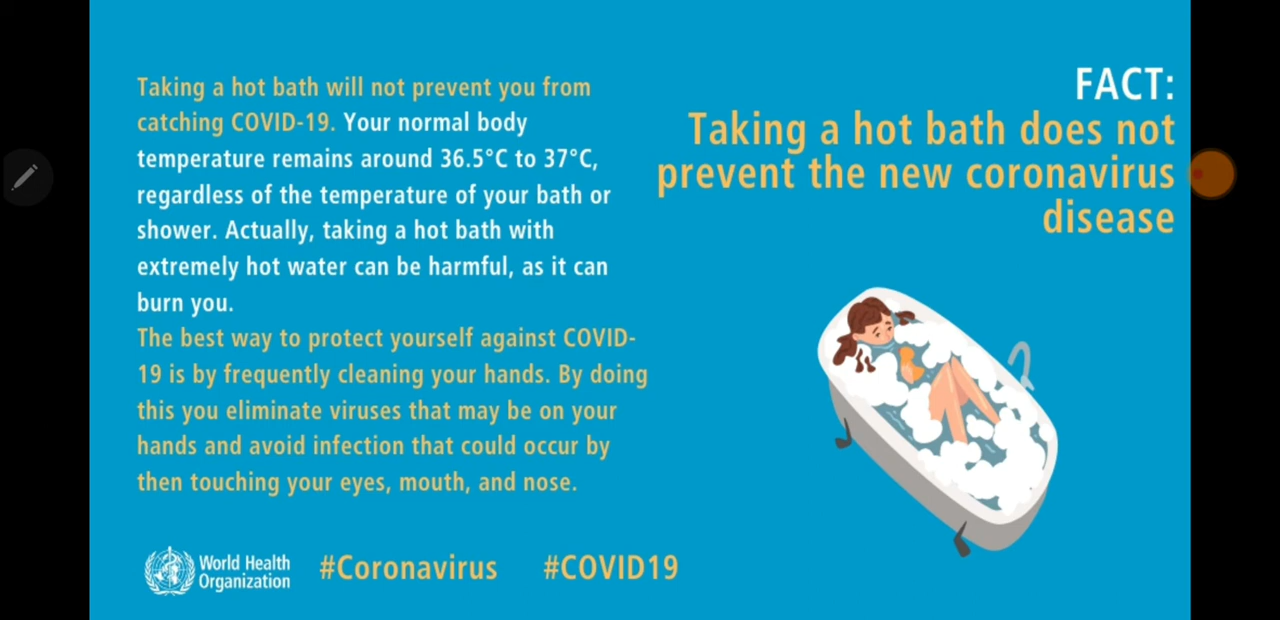 Taking a hot bath will not prevent you from
catching COVID-19. Your normal body
temperature remains around 36.5°C to 37°C,
regardless of the temperature of your bath or
shower. Actually, taking a hot bath with
extremely hot water can be harmful, as it can
burn you.
The best way to protect yourself against COVID-
19 is by frequently cleaning your hands. By doing
this you eliminate viruses that may be on your
hands and avoid infection that could occur by
then touching your eyes, mouth, and nose.
FACT:
Taking a hot bath does not
prevent the new coronavirus
disease
World Health
Organization
#Coronavirus #COVID19